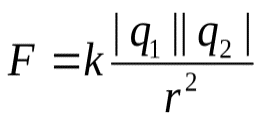 F = k |q₁||q₂| / r²